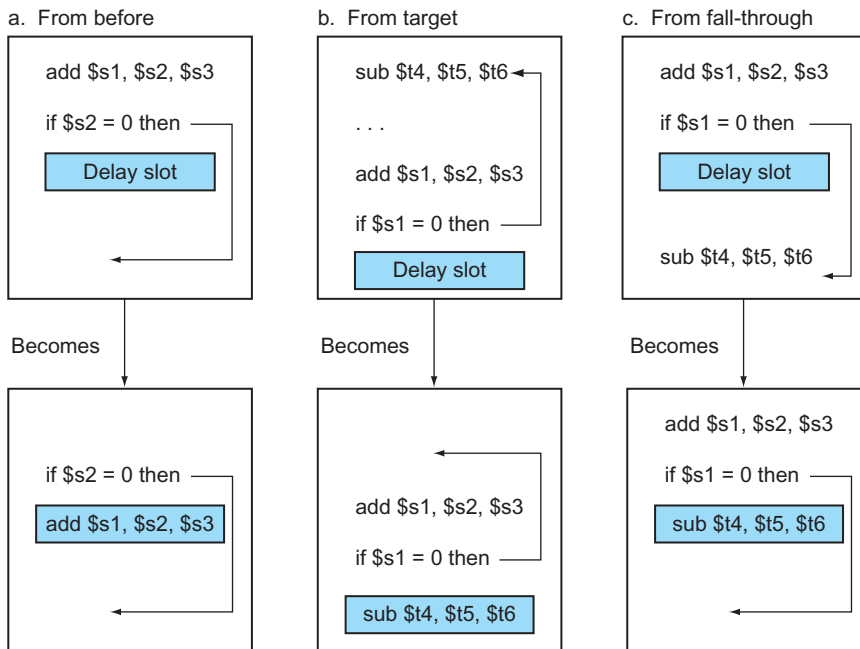 a. From before
add $s1, $s2, $s3
if $s2 = 0 then
Delay slot
Becomes
if $s2 = 0 then
add $s1, $s2, $s3
b. From target
sub $t4, $t5, $t6
. . .
add $s1, $s2, $s3
if $s1 = 0 then
Delay slot
Becomes
add $s1, $s2, $s3
if $s1 = 0 then
sub $t4, $t5, $t6
c. From fall-through
add $s1, $s2, $s3
if $s1 = 0 then
Delay slot
sub $t4, $t5, $t6
Becomes
add $s1, $s2, $s3
if $s1 = 0 then
sub $t4, $t5, $t6